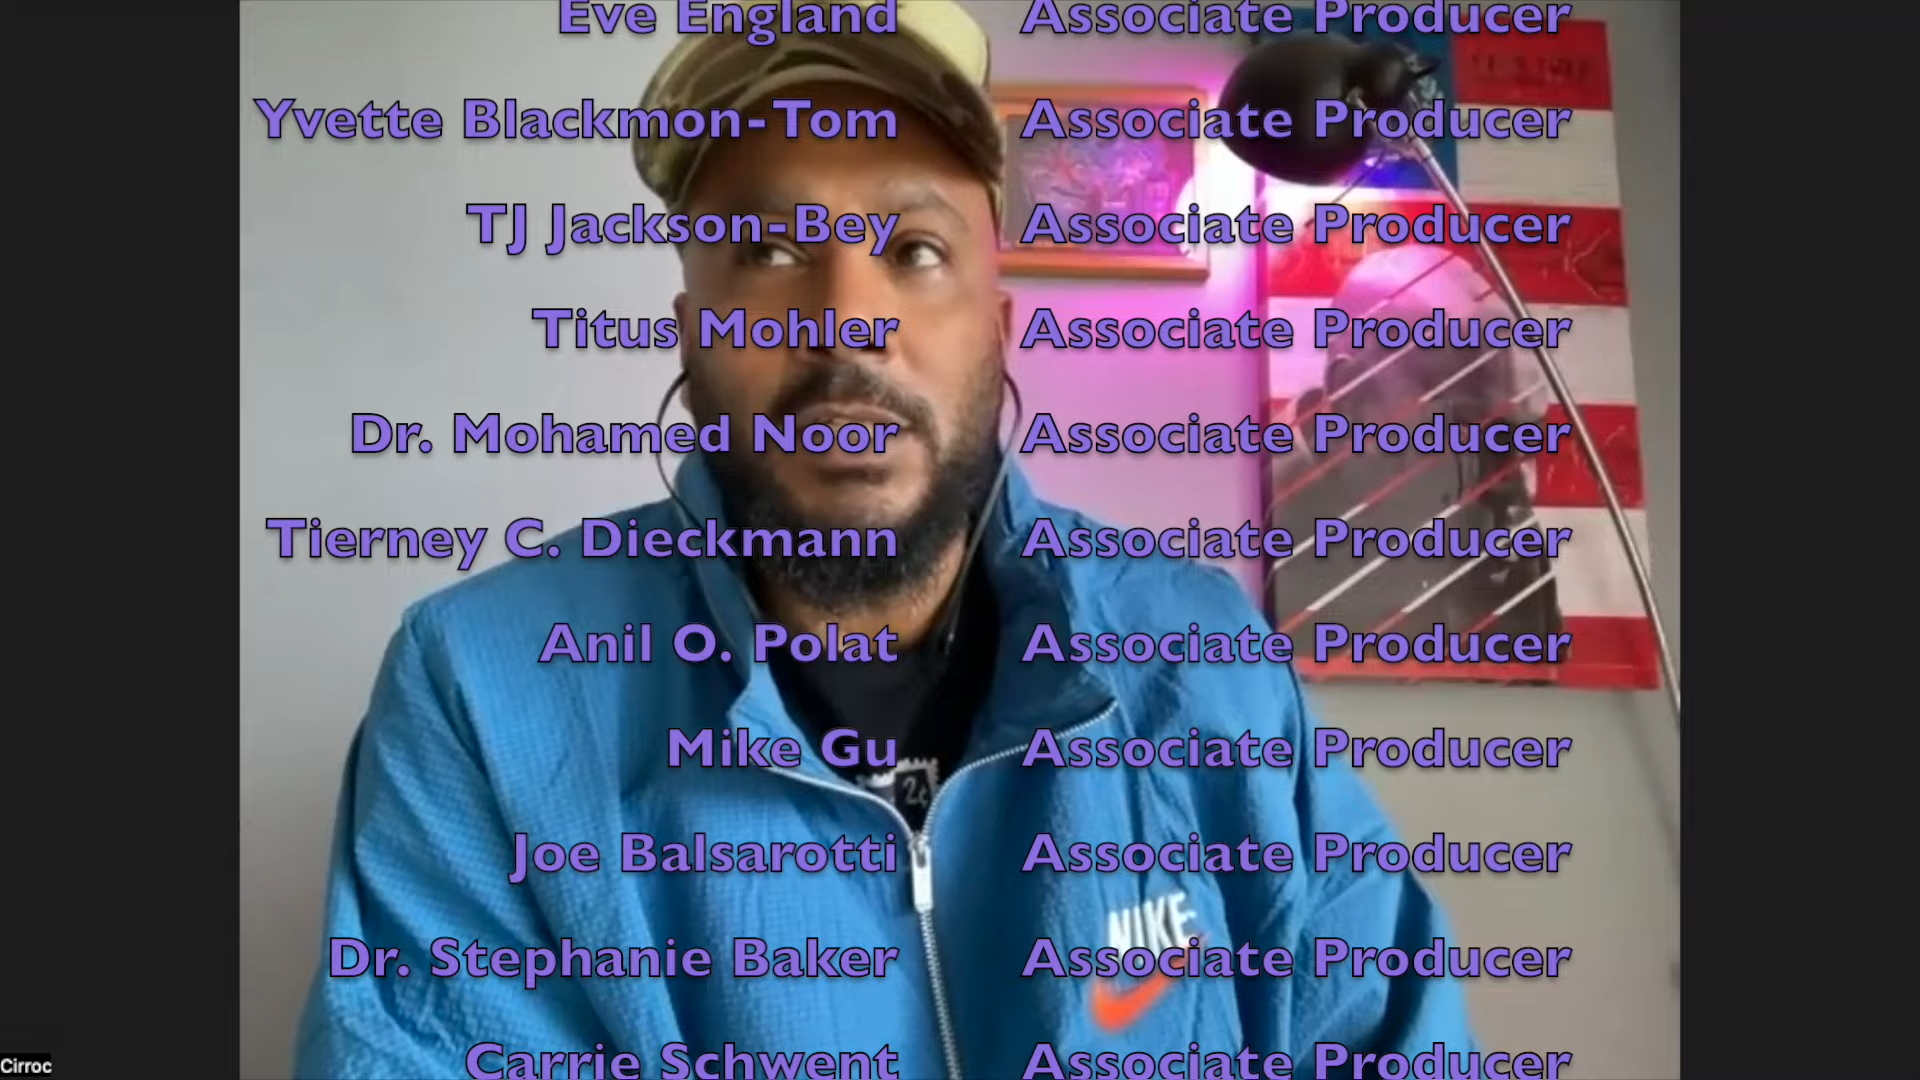 Eve England Associate Producer
Yvette Blackmon-Tom Associate Producer
TJ Jackson-Bey Associate Producer
Titus Mohler Associate Producer
Dr. Mohamed Noor Associate Producer
Tierney C. Dieckmann Associate Producer
Anil O. Polat Associate Producer
Mike Gu Associate Producer
2¢
Joe Balsarotti Associate Producer
NIKE
Dr. Stephanie Baker Associate Producer
Carrie Schwent Associate Producer
Cirroc